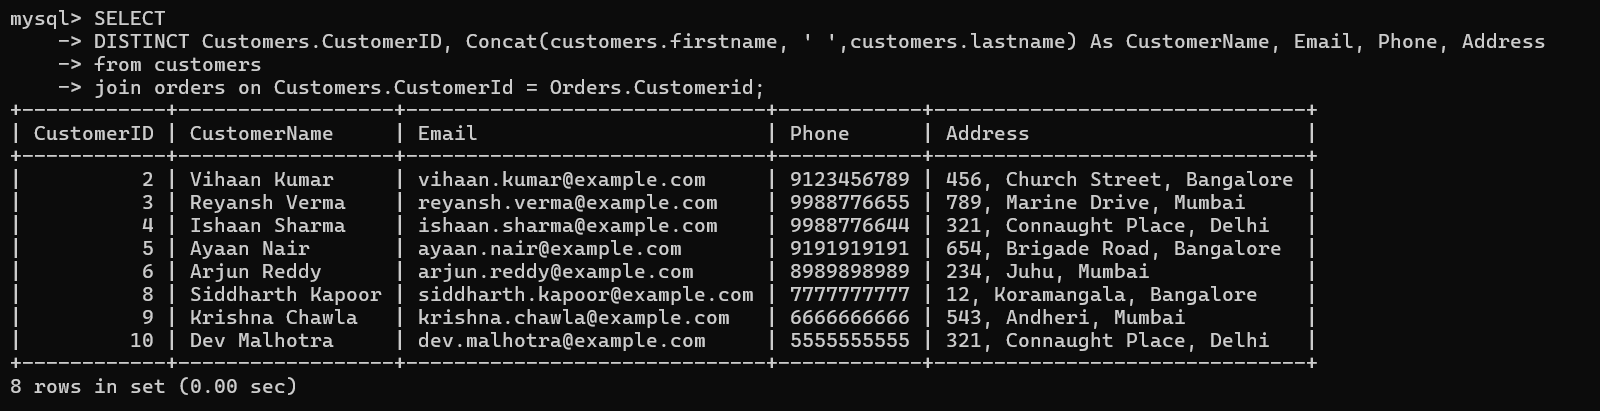 mysql> SELECT
    -> DISTINCT Customers.CustomerID, Concat(customers.firstname, ' ',customers.lastname) As CustomerName, Email, Phone, Address
    -> from customers
    -> join orders on Customers.CustomerId = Orders.Customerid;
+------------+------------------+------------------------------+------------+-------------------------------+
| CustomerID | CustomerName     | Email                        | Phone      | Address                       |
+------------+------------------+------------------------------+------------+-------------------------------+
|          2 | Vihaan Kumar     | vihaan.kumar@example.com     | 9123456789 | 456, Church Street, Bangalore |
|          3 | Reyansh Verma    | reyansh.verma@example.com    | 9988776655 | 789, Marine Drive, Mumbai     |
|          4 | Ishaan Sharma    | ishaan.sharma@example.com    | 9988776644 | 321, Connaught Place, Delhi   |
|          5 | Ayaan Nair       | ayaan.nair@example.com       | 9191919191 | 654, Brigade Road, Bangalore  |
|          6 | Arjun Reddy      | arjun.reddy@example.com      | 8989898989 | 234, Juhu, Mumbai             |
|          8 | Siddharth Kapoor | siddharth.kapoor@example.com | 7777777777 | 12, Koramangala, Bangalore    |
|          9 | Krishna Chawla   | krishna.chawla@example.com   | 6666666666 | 543, Andheri, Mumbai          |
|         10 | Dev Malhotra     | dev.malhotra@example.com     | 5555555555 | 321, Connaught Place, Delhi   |
+------------+------------------+------------------------------+------------+-------------------------------+
8 rows in set (0.00 sec)